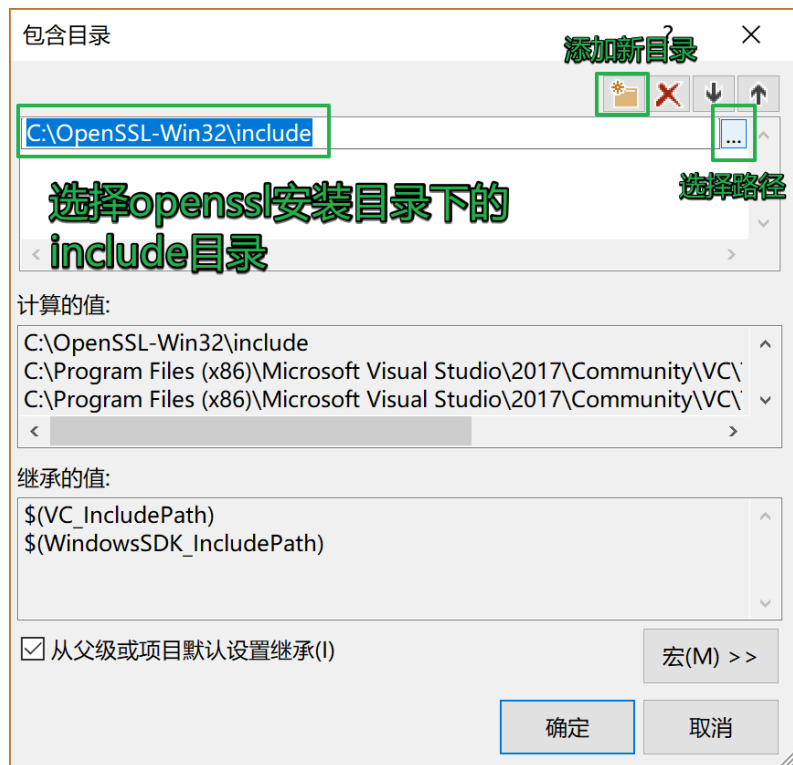 包含目录
?
添加新目录
C:\OpenSSL-Win32\include
...
选择路径
选择openssl安装目录下的
include目录
计算的值:
C:\OpenSSL-Win32\include
C:\Program Files (x86)\Microsoft Visual Studio\2017\Community\VC\
C:\Program Files (x86)\Microsoft Visual Studio\2017\Community\VC\
继承的值:
$(VC_IncludePath)
$(WindowsSDK_IncludePath)
从父级或项目默认设置继承(I)
宏(M) >>
确定
取消